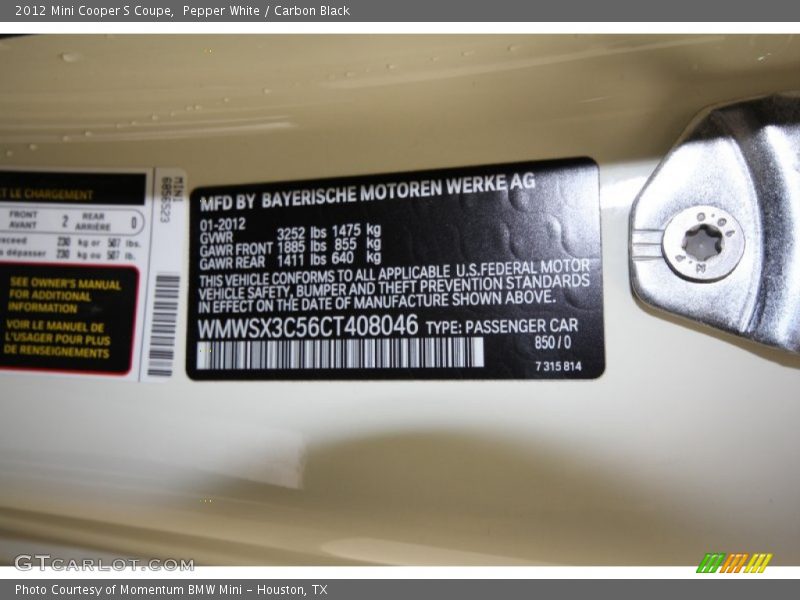 2012 Mini Cooper S Coupe, Pepper White / Carbon Black
ET LE CHARGEMENT
FRONT AVANT 2 REAR ARRIÈRE 0
230 kg or 507 lbs.
dépasser 230 kg ou 507 lb.
SEE OWNER'S MANUAL
FOR ADDITIONAL
INFORMATION
VOIR LE MANUEL DE
L'USAGER POUR PLUS
DE RENSEIGNEMENTS
MINI
6856523
MFD BY BAYERISCHE MOTOREN WERKE AG
01-2012
GVWR 3252 lbs 1475 kg
GAWR FRONT 1885 lbs 855 kg
GAWR REAR 1411 lbs 640 kg
THIS VEHICLE CONFORMS TO ALL APPLICABLE U.S.FEDERAL MOTOR
VEHICLE SAFETY, BUMPER AND THEFT PREVENTION STANDARDS
IN EFFECT ON THE DATE OF MANUFACTURE SHOWN ABOVE.
WMWSX3C56CT408046 TYPE: PASSENGER CAR
850/0
7 315 814
GTCARLOT.COM
Photo Courtesy of Momentum BMW Mini - Houston, TX